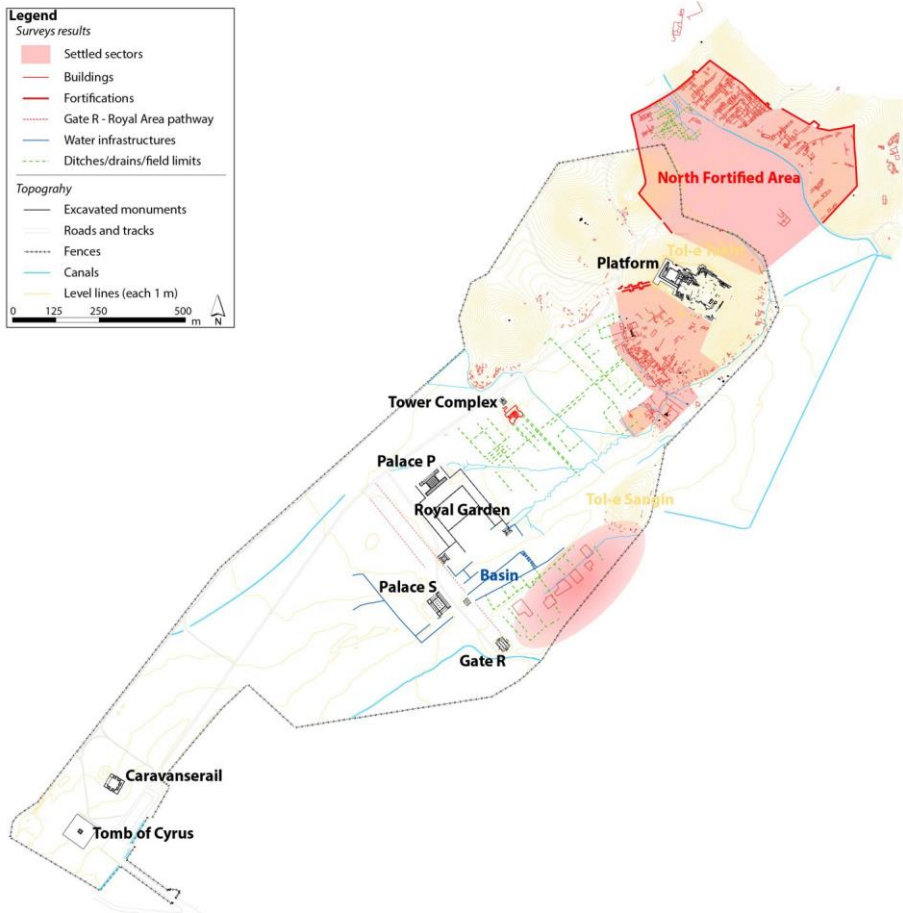 Legend
Surveys results
Settled sectors
Buildings
Fortifications
Gate R - Royal Area pathway
Water infrastructures
Ditches/drains/field limits
Topograhy
Excavated monuments
Roads and tracks
Fences
Canals
Level lines (each 1 m)
0 125 250 500
m
N
North Fortified Area
Platform
Tower Complex
Palace P
Tol-e Sangin
Royal Garden
Basin
Palace S
Gate R
Caravanserail
Tomb of Cyrus